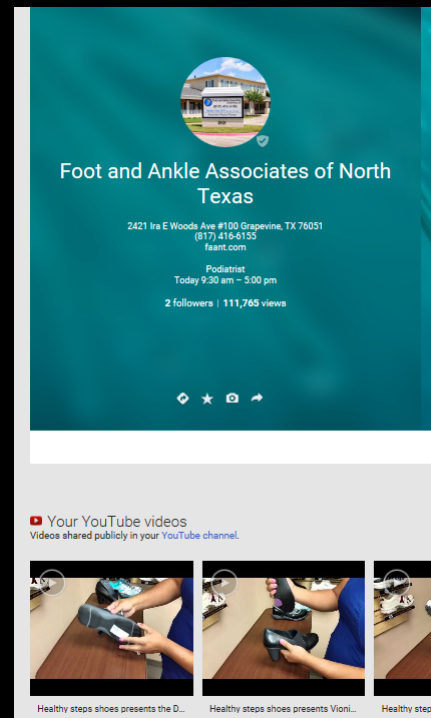 Foot and Ankle Associates of North
Texas
2421 Ira E Woods Ave #100 Grapevine, TX 76051
(817) 416-6155
faant.com
Podiatrist
Today 9:30 am – 5:00 pm
2 followers | 111,765 views
Your YouTube videos
Videos shared publicly in your YouTube channel.
Healthy steps shoes presents the D...
Healthy steps shoes presents Vioni...
Healthy step